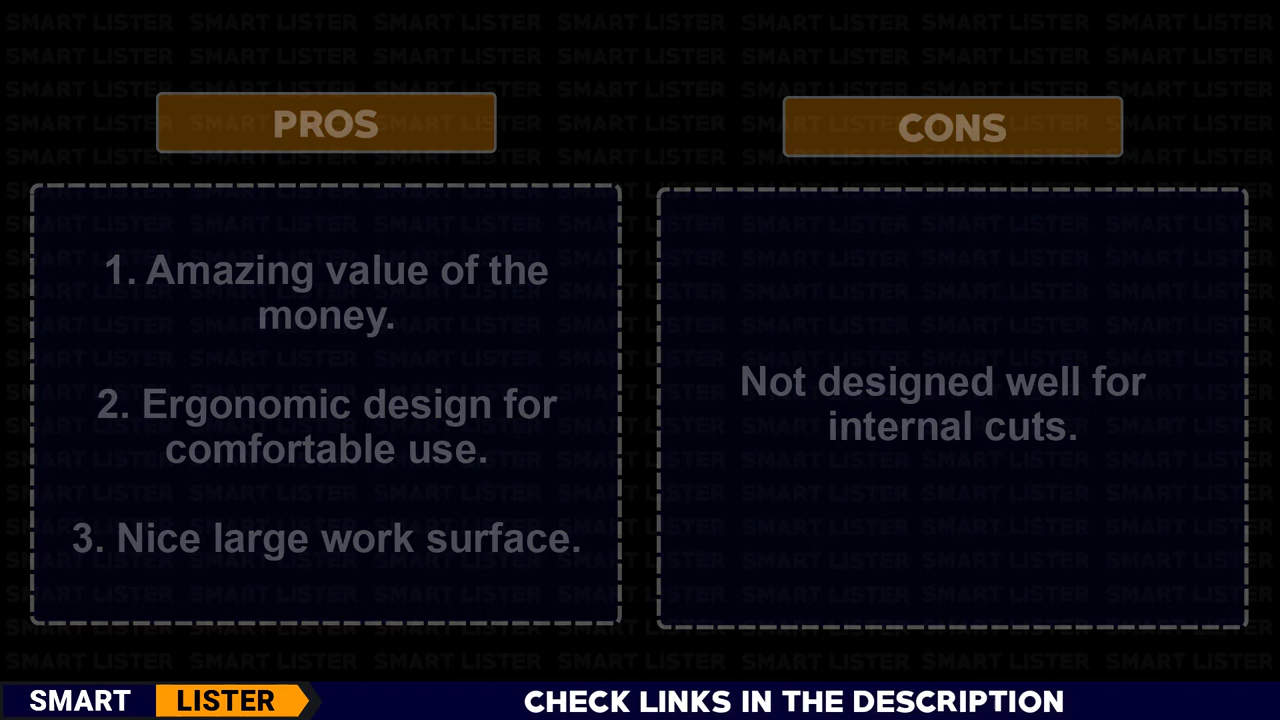 PROS
CONS
1. Amazing value of the
money.
2. Ergonomic design for
comfortable use.
3. Nice large work surface.
Not designed well for
internal cuts.
SMART LISTER
CHECK LINKS IN THE DESCRIPTION